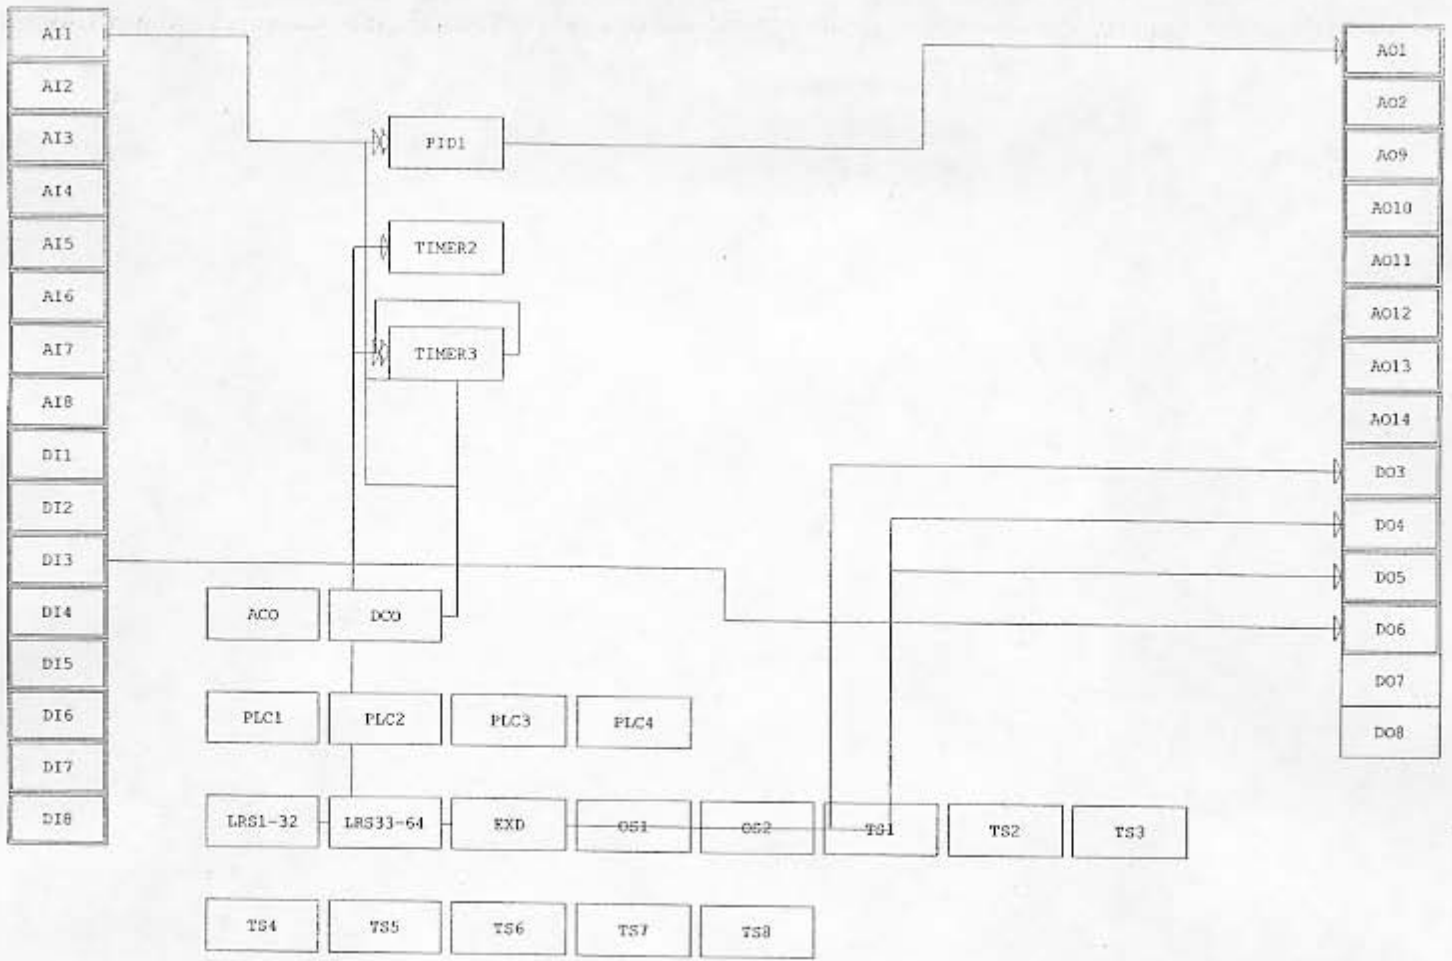 AI1
AI2
AI3
AI4
AI5
AI6
AI7
AI8
DI1
DI2
DI3
DI4
DI5
DI6
DI7
DI8
PID1
TIMER2
TIMER3
ACO
DCO
PLC1
PLC2
PLC3
PLC4
LRS1-32
LRS33-64
EXD
OS1
OS2
TS1
TS2
TS3
TS4
TS5
TS6
TS7
TS8
AO1
AO2
AO9
AO10
AO11
AO12
AO13
AO14
DO3
DO4
DO5
DO6
DO7
DO8